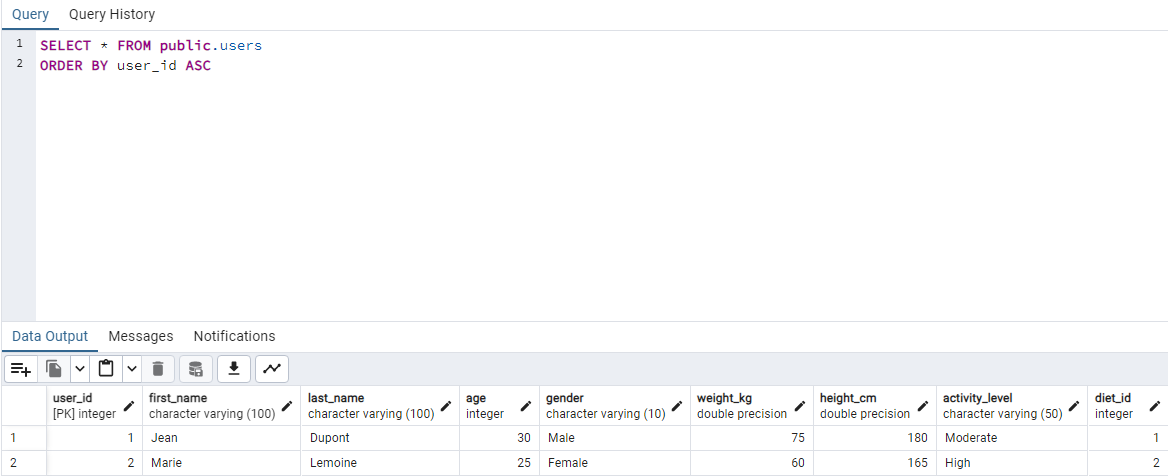 Query Query History
1 SELECT * FROM public.users
2 ORDER BY user_id ASC
Data Output Messages Notifications
user_id first_name last_name age gender weight_kg height_cm activity_level diet_id
[PK] integer character varying (100) character varying (100) integer character varying (10) double precision double precision character varying (50) integer
1 1 Jean Dupont 30 Male 75 180 Moderate 1
2 2 Marie Lemoine 25 Female 60 165 High 2